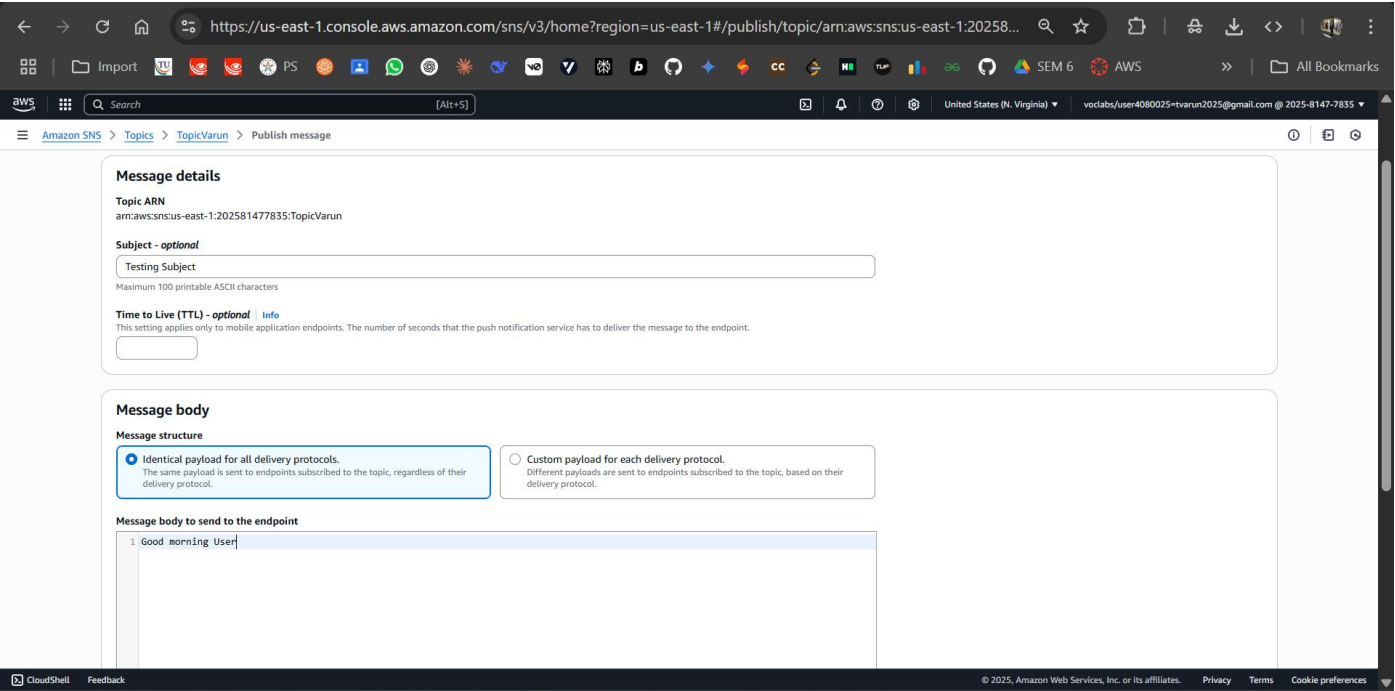 https://us-east-1.console.aws.amazon.com/sns/v3/home?region=us-east-1#/publish/topic/arn:aws:sns:us-east-1:20258...
Import PS SEM 6 AWS » All Bookmarks
aws Search [Alt+S] United States (N. Virginia) voclabs/user4080025=tvarun2025@gmail.com @ 2025-8147-7835
Amazon SNS > Topics > TopicVarun > Publish message
Message details
Topic ARN
arn:aws:sns:us-east-1:202581477835:TopicVarun
Subject - optional
Testing Subject
Maximum 100 printable ASCII characters
Time to Live (TTL) - optional Info
This setting applies only to mobile application endpoints. The number of seconds that the push notification service has to deliver the message to the endpoint.
Message body
Message structure
Identical payload for all delivery protocols.
The same payload is sent to endpoints subscribed to the topic, regardless of their
delivery protocol.
Custom payload for each delivery protocol.
Different payloads are sent to endpoints subscribed to the topic, based on their
delivery protocol.
Message body to send to the endpoint
1 Good morning User
CloudShell Feedback © 2025, Amazon Web Services, Inc. or its affiliates. Privacy Terms Cookie preferences